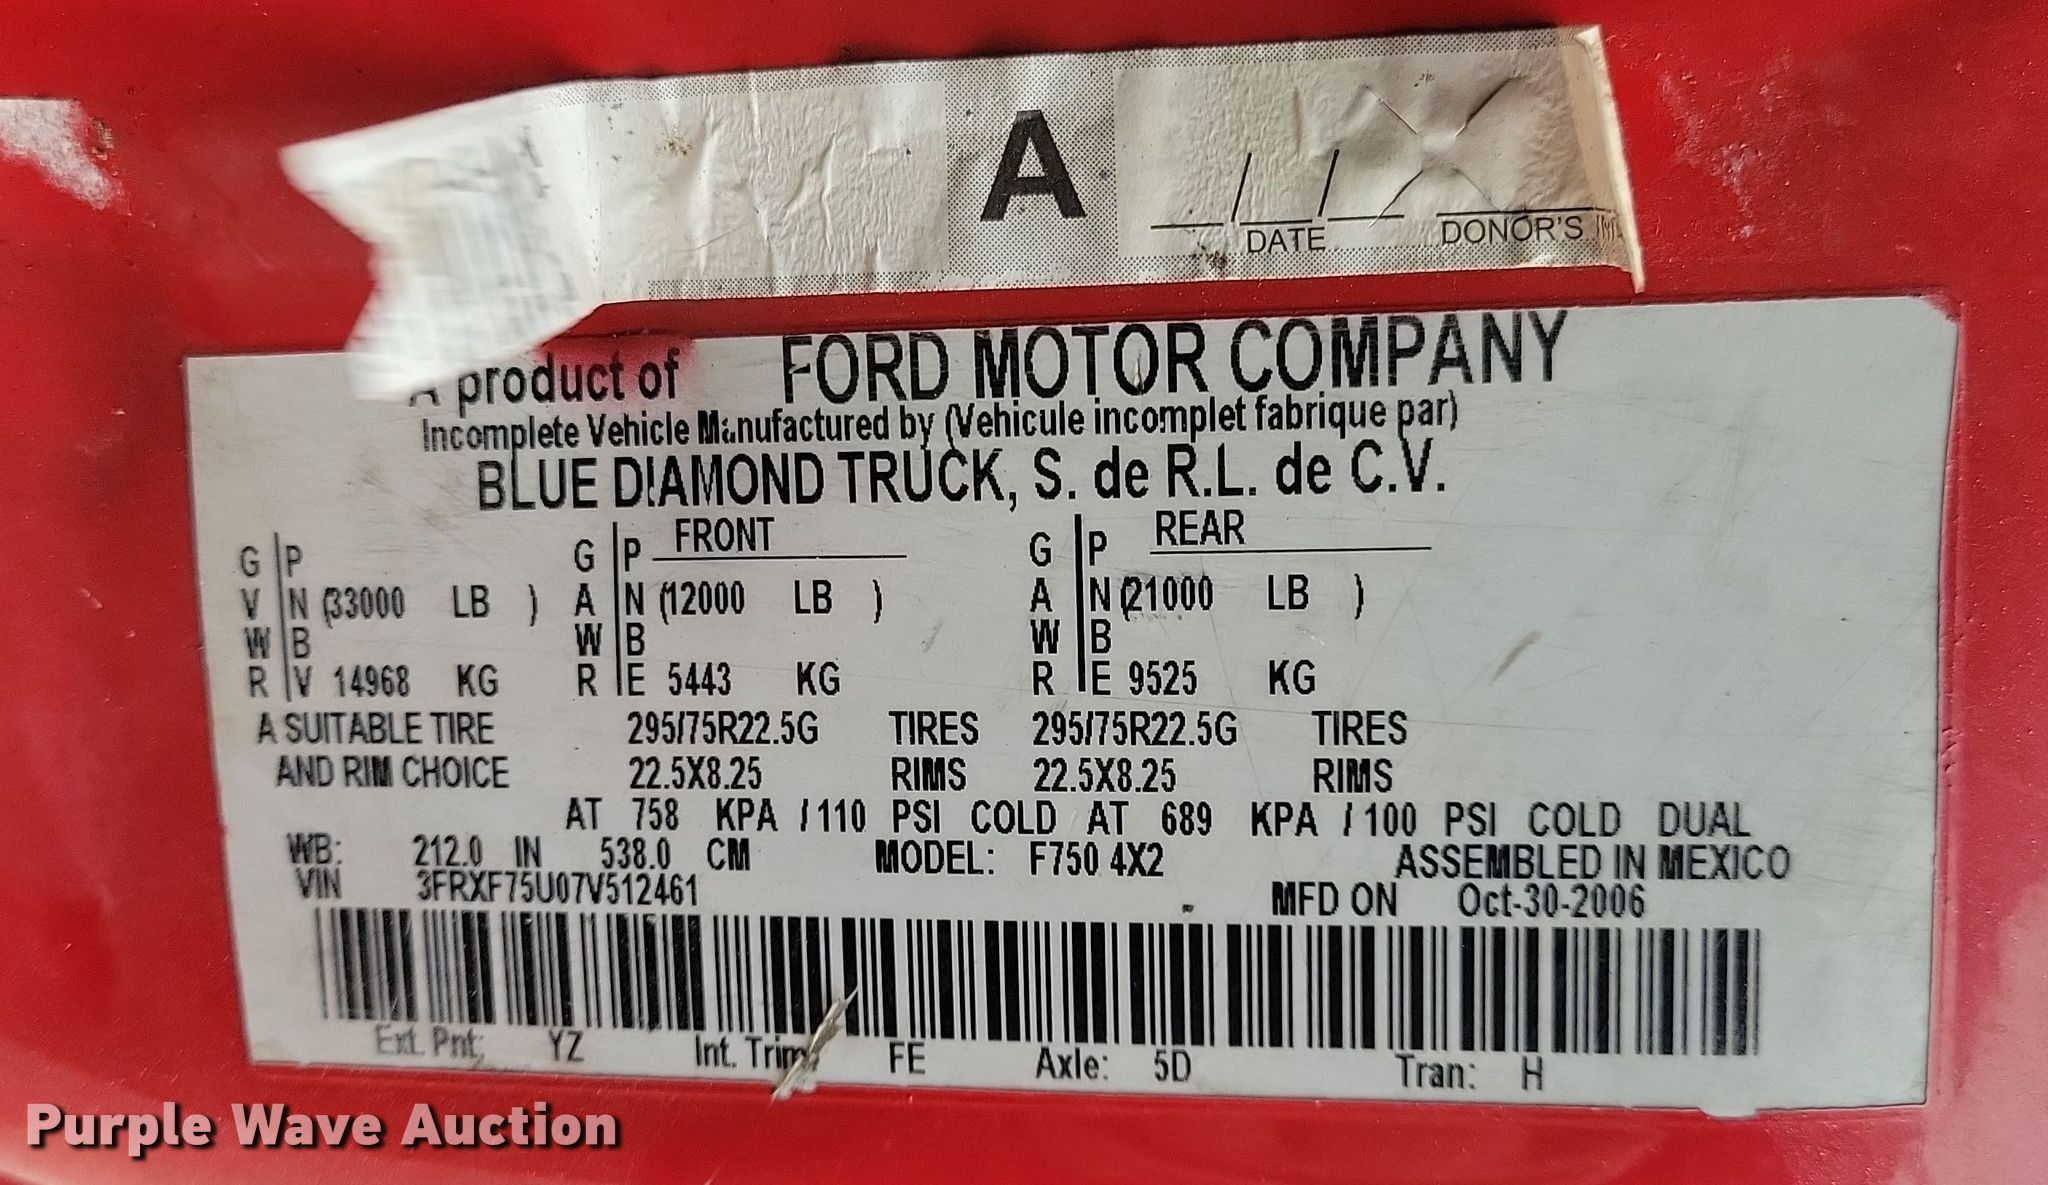 A
/ /
DATE DONOR'S
A product of FORD MOTOR COMPANY
Incomplete Vehicle Manufactured by (Vehicule incomplet fabrique par)
BLUE DIAMOND TRUCK, S. de R.L. de C.V.
G P G P FRONT G P REAR
V N (33000 LB ) A N (12000 LB ) A N (21000 LB )
W B W B W B
R V 14968 KG R E 5443 KG R E 9525 KG
A SUITABLE TIRE 295/75R22.5G TIRES 295/75R22.5G TIRES
AND RIM CHOICE 22.5X8.25 RIMS 22.5X8.25 RIMS
AT 758 KPA / 110 PSI COLD AT 689 KPA / 100 PSI COLD DUAL
WB: 212.0 IN 538.0 CM MODEL: F750 4X2 ASSEMBLED IN MEXICO
VIN 3FRXF75U07V512461 MFD ON Oct-30-2006
Ext. Pnt: YZ Int. Trim: FE Axle: 5D Tran: H
Purple Wave Auction